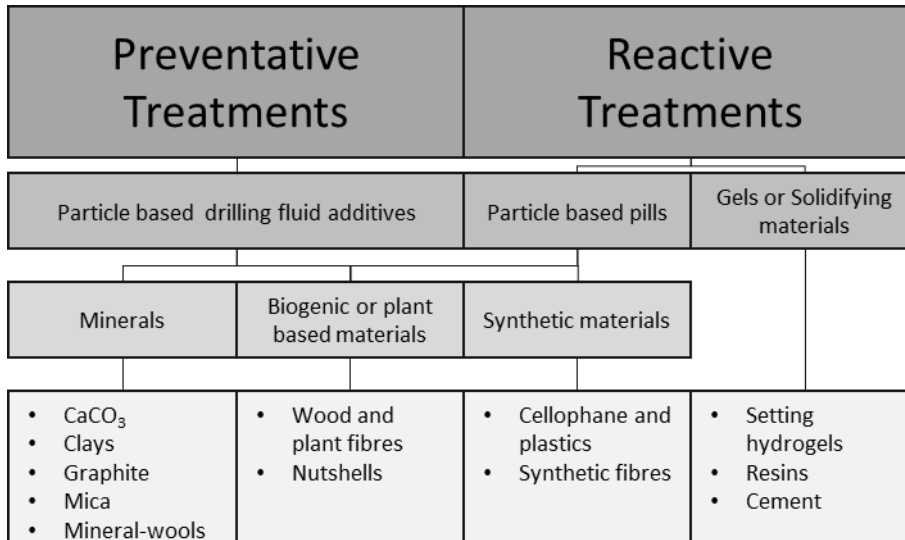 Preventative
Treatments
Reactive
Treatments
Particle based drilling fluid additives
Particle based pills
Gels or Solidifying
materials
Minerals
Biogenic or plant
based materials
Synthetic materials
• CaCO₃
• Clays
• Graphite
• Mica
• Mineral-wools
• Wood and
plant fibres
• Nutshells
• Cellophane and
plastics
• Synthetic fibres
• Setting
hydrogels
• Resins
• Cement